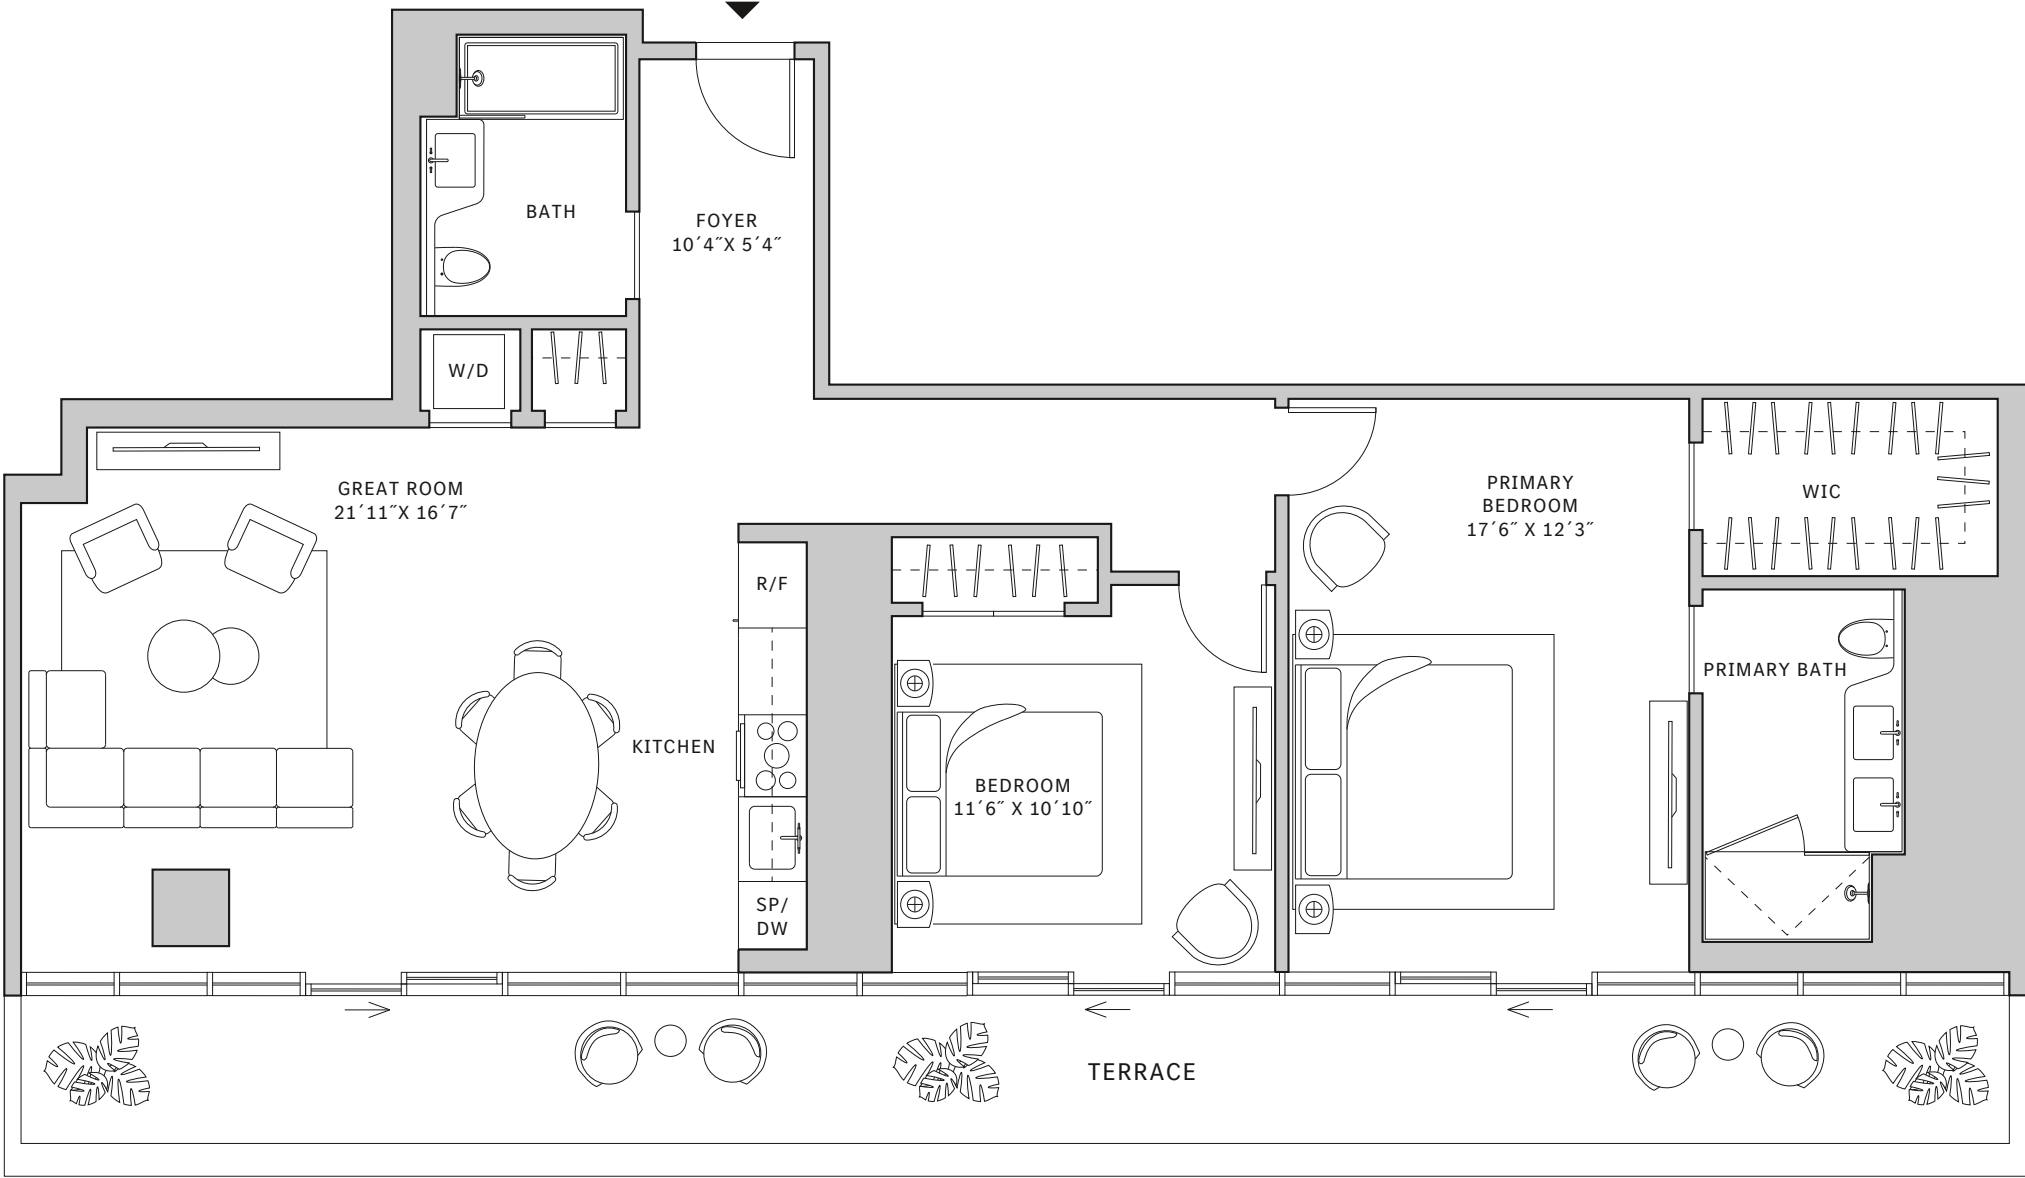 BATH
FOYER
10´4˝X 5´4˝
W/D
GREAT ROOM
21´11˝X 16´7˝
PRIMARY
BEDROOM
17´6˝ X 12´3˝
WIC
R/F
PRIMARY BATH
KITCHEN
BEDROOM
11´6˝ X 10´10˝
SP/
DW
TERRACE